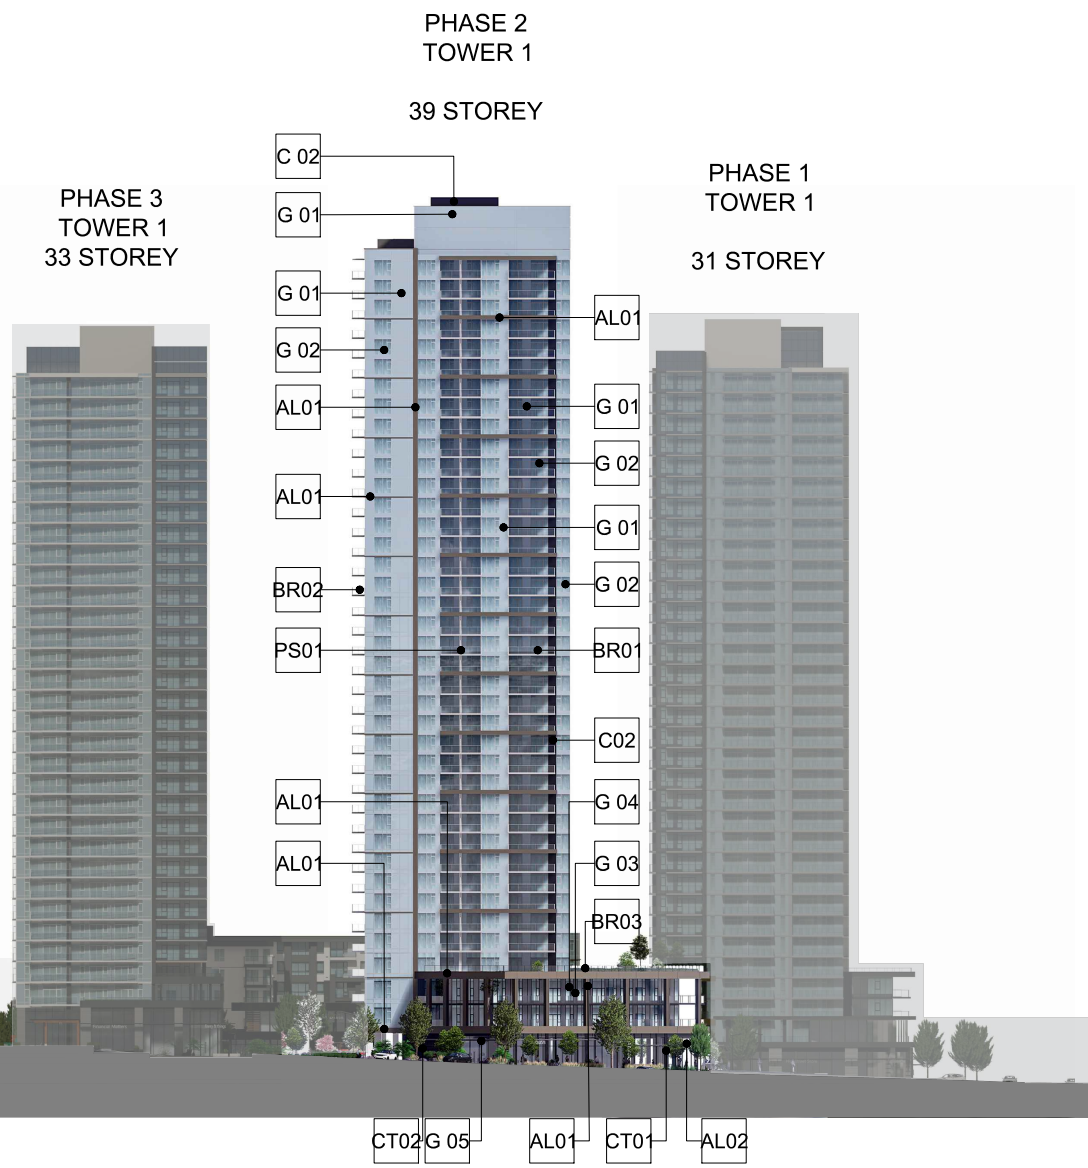 PHASE 2
TOWER 1
39 STOREY
PHASE 3
TOWER 1
33 STOREY
PHASE 1
TOWER 1
31 STOREY
C 02
G 01
G 01
G 02
AL01
AL01
BR02
PS01
AL01
AL01
AL01
G 01
G 02
G 01
G 02
BR01
C02
G 04
G 03
BR03
CT02
G 05
AL01
CT01
AL02